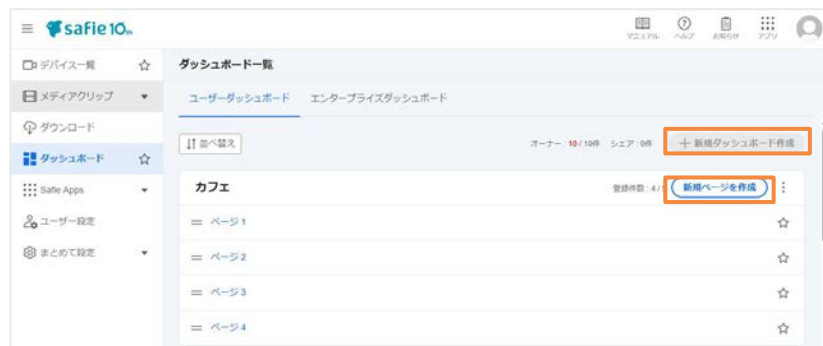 safie 10th
マニュアル ヘルプ お知らせ アプリ
デバイス一覧
メディアクリップ
ダウンロード
ダッシュボード
Safie Apps
ユーザー設定
まとめて設定
ダッシュボード一覧
ユーザーダッシュボード エンタープライズダッシュボード
並べ替え
オーナー：10 / 10件 シェア：0件
＋ 新規ダッシュボード作成
カフェ
登録件数：4 /
新規ページを作成
ページ 1
ページ 2
ページ 3
ページ 4